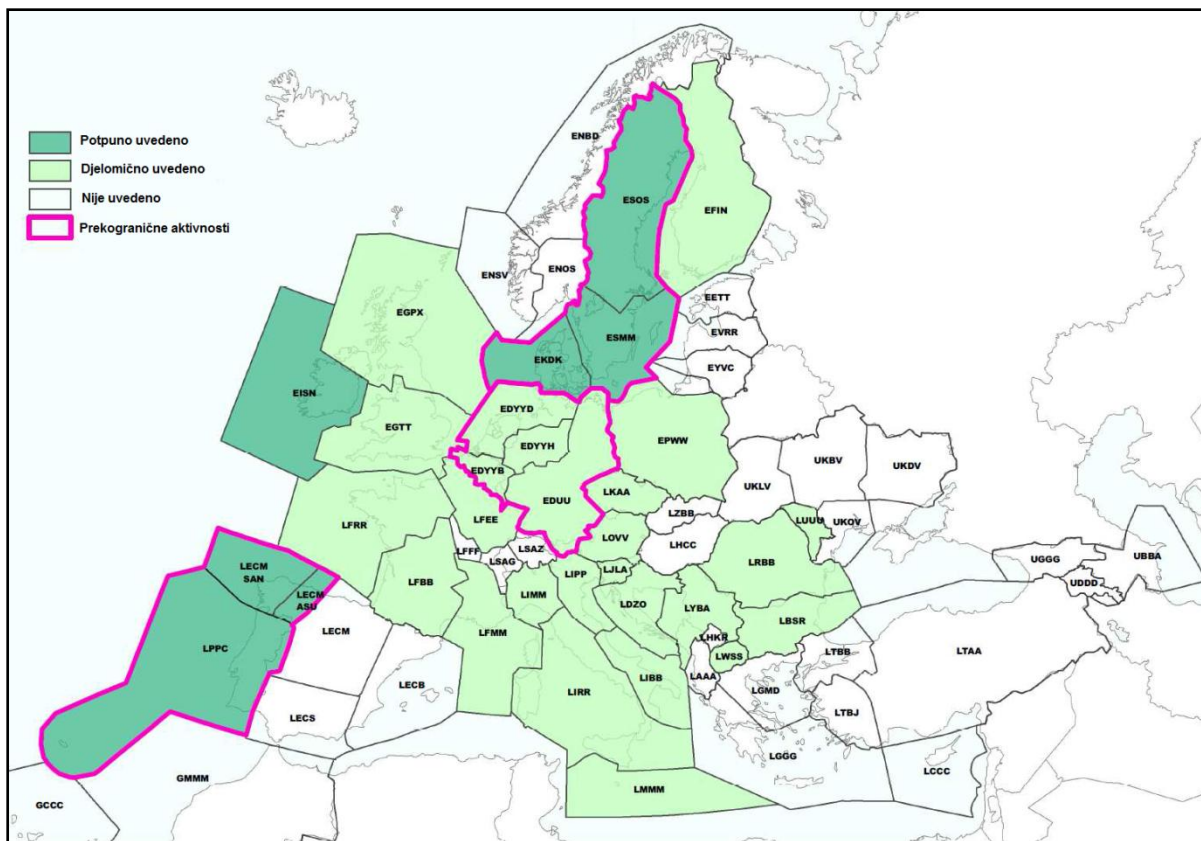 Potpuno uvedeno
Djelomično uvedeno
Nije uvedeno
Prekogranične aktivnosti
ENBD
ESOS
EFIN
ENSV
ENOS
EETT
EGPX
EVRR
ESMM
EKDK
EYVC
EISN
EDYYD
EGTT
EDYYH
EPWW
EDYYB
UKBV
UKDV
UKLV
EDUU
LKAA
LFEE
LZBB
LFRR
LUUU
UKOV
LOVV
LHCC
LFFF
LSAZ
LSAG
UGGG
UBBA
LECM
SAN
LFBB
LIPP
LJLA
LRBB
UDDD
LECM
ASU
LIMM
LDZO
LYBA
LBSR
LECM
LFMM
LHKR
LPPC
LWSS
LTBB
LTAA
LAAA
LIBB
LECB
LIRR
LGMD
LTBJ
LECS
LGGG
LCCC
GMMM
LMMM
GCCC